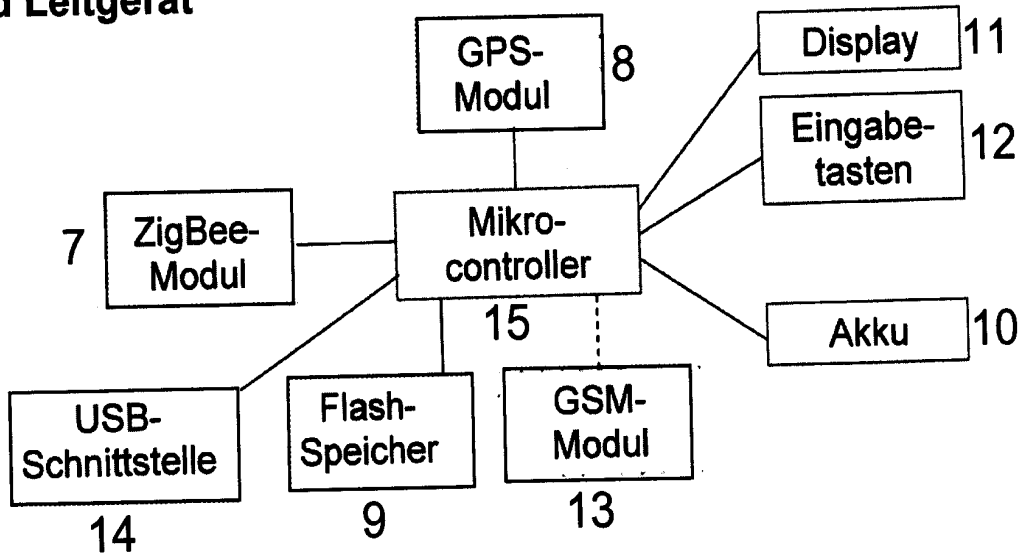 d Leitgerät
GPS-
Modul
8
Display
11
Eingabe-
tasten
12
7
ZigBee-
Modul
Mikro-
controller
15
Akku
10
USB-
Schnittstelle
14
Flash-
Speicher
9
GSM-
Modul
13